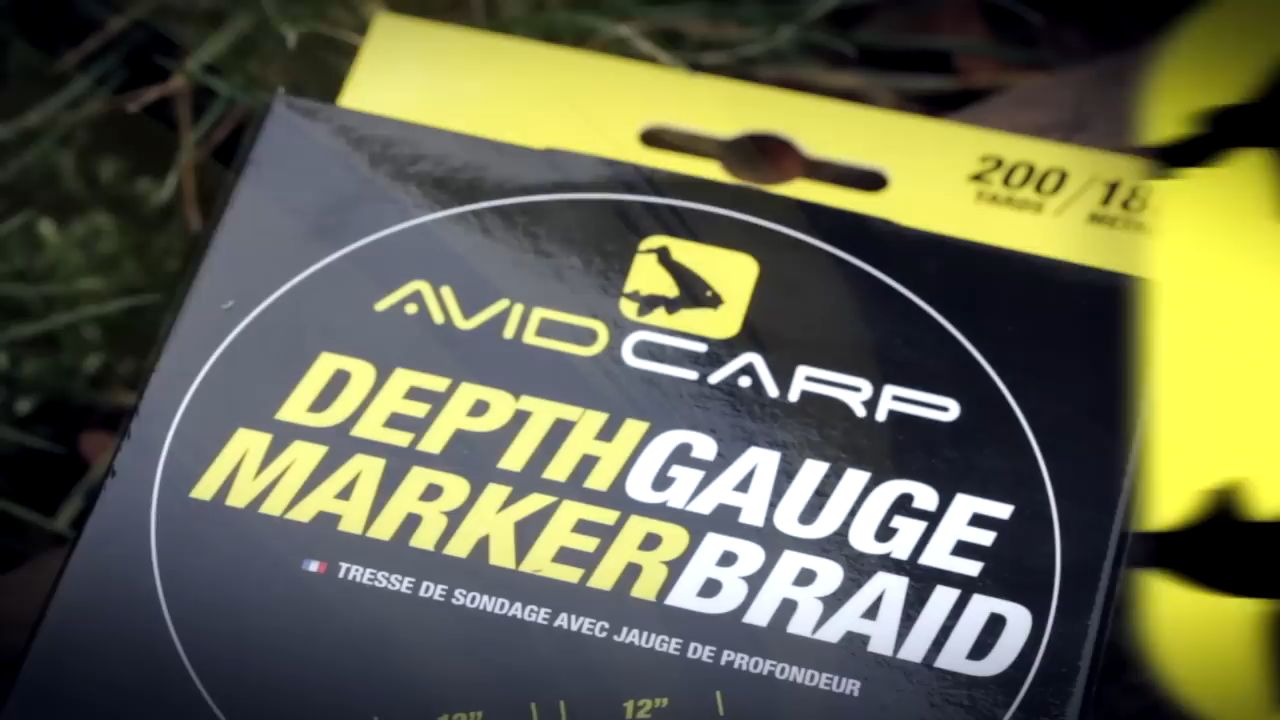 200 / 18
YARDS
AVID CARP
DEPTHGAUGE
MARKERBRAID
TRESSE DE SONDAGE AVEC JAUGE DE PROFONDEUR
12”